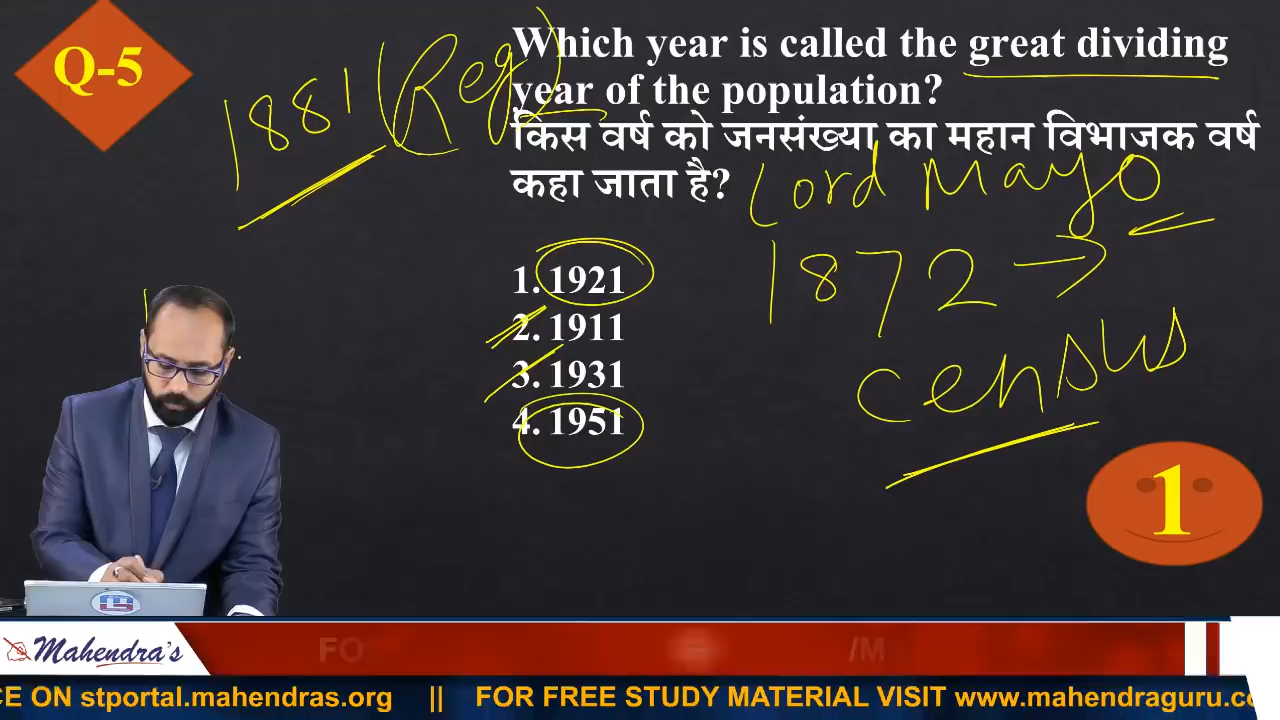 Q-5
Which year is called the great dividing
year of the population?
किस वर्ष को जनसंख्या का महान विभाजक वर्ष
कहा जाता है?
1881 (Reg)
Lord Mayo
1872 →
census
1. 1921
2. 1911
3. 1931
4. 1951
1
Mahendra's
FO
/M
CE ON stportal.mahendras.org || FOR FREE STUDY MATERIAL VISIT www.mahendraguru.co